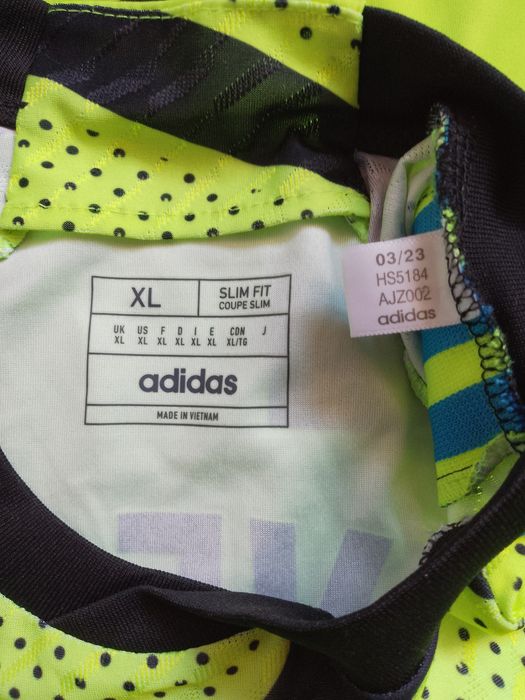 03/23
HS5184
AJZ002
adidas
XL
SLIM FIT
COUPE SLIM
UK US F D I E CDN J
XL XL XL XL XL XL XL/TG
adidas
MADE IN VIETNAM